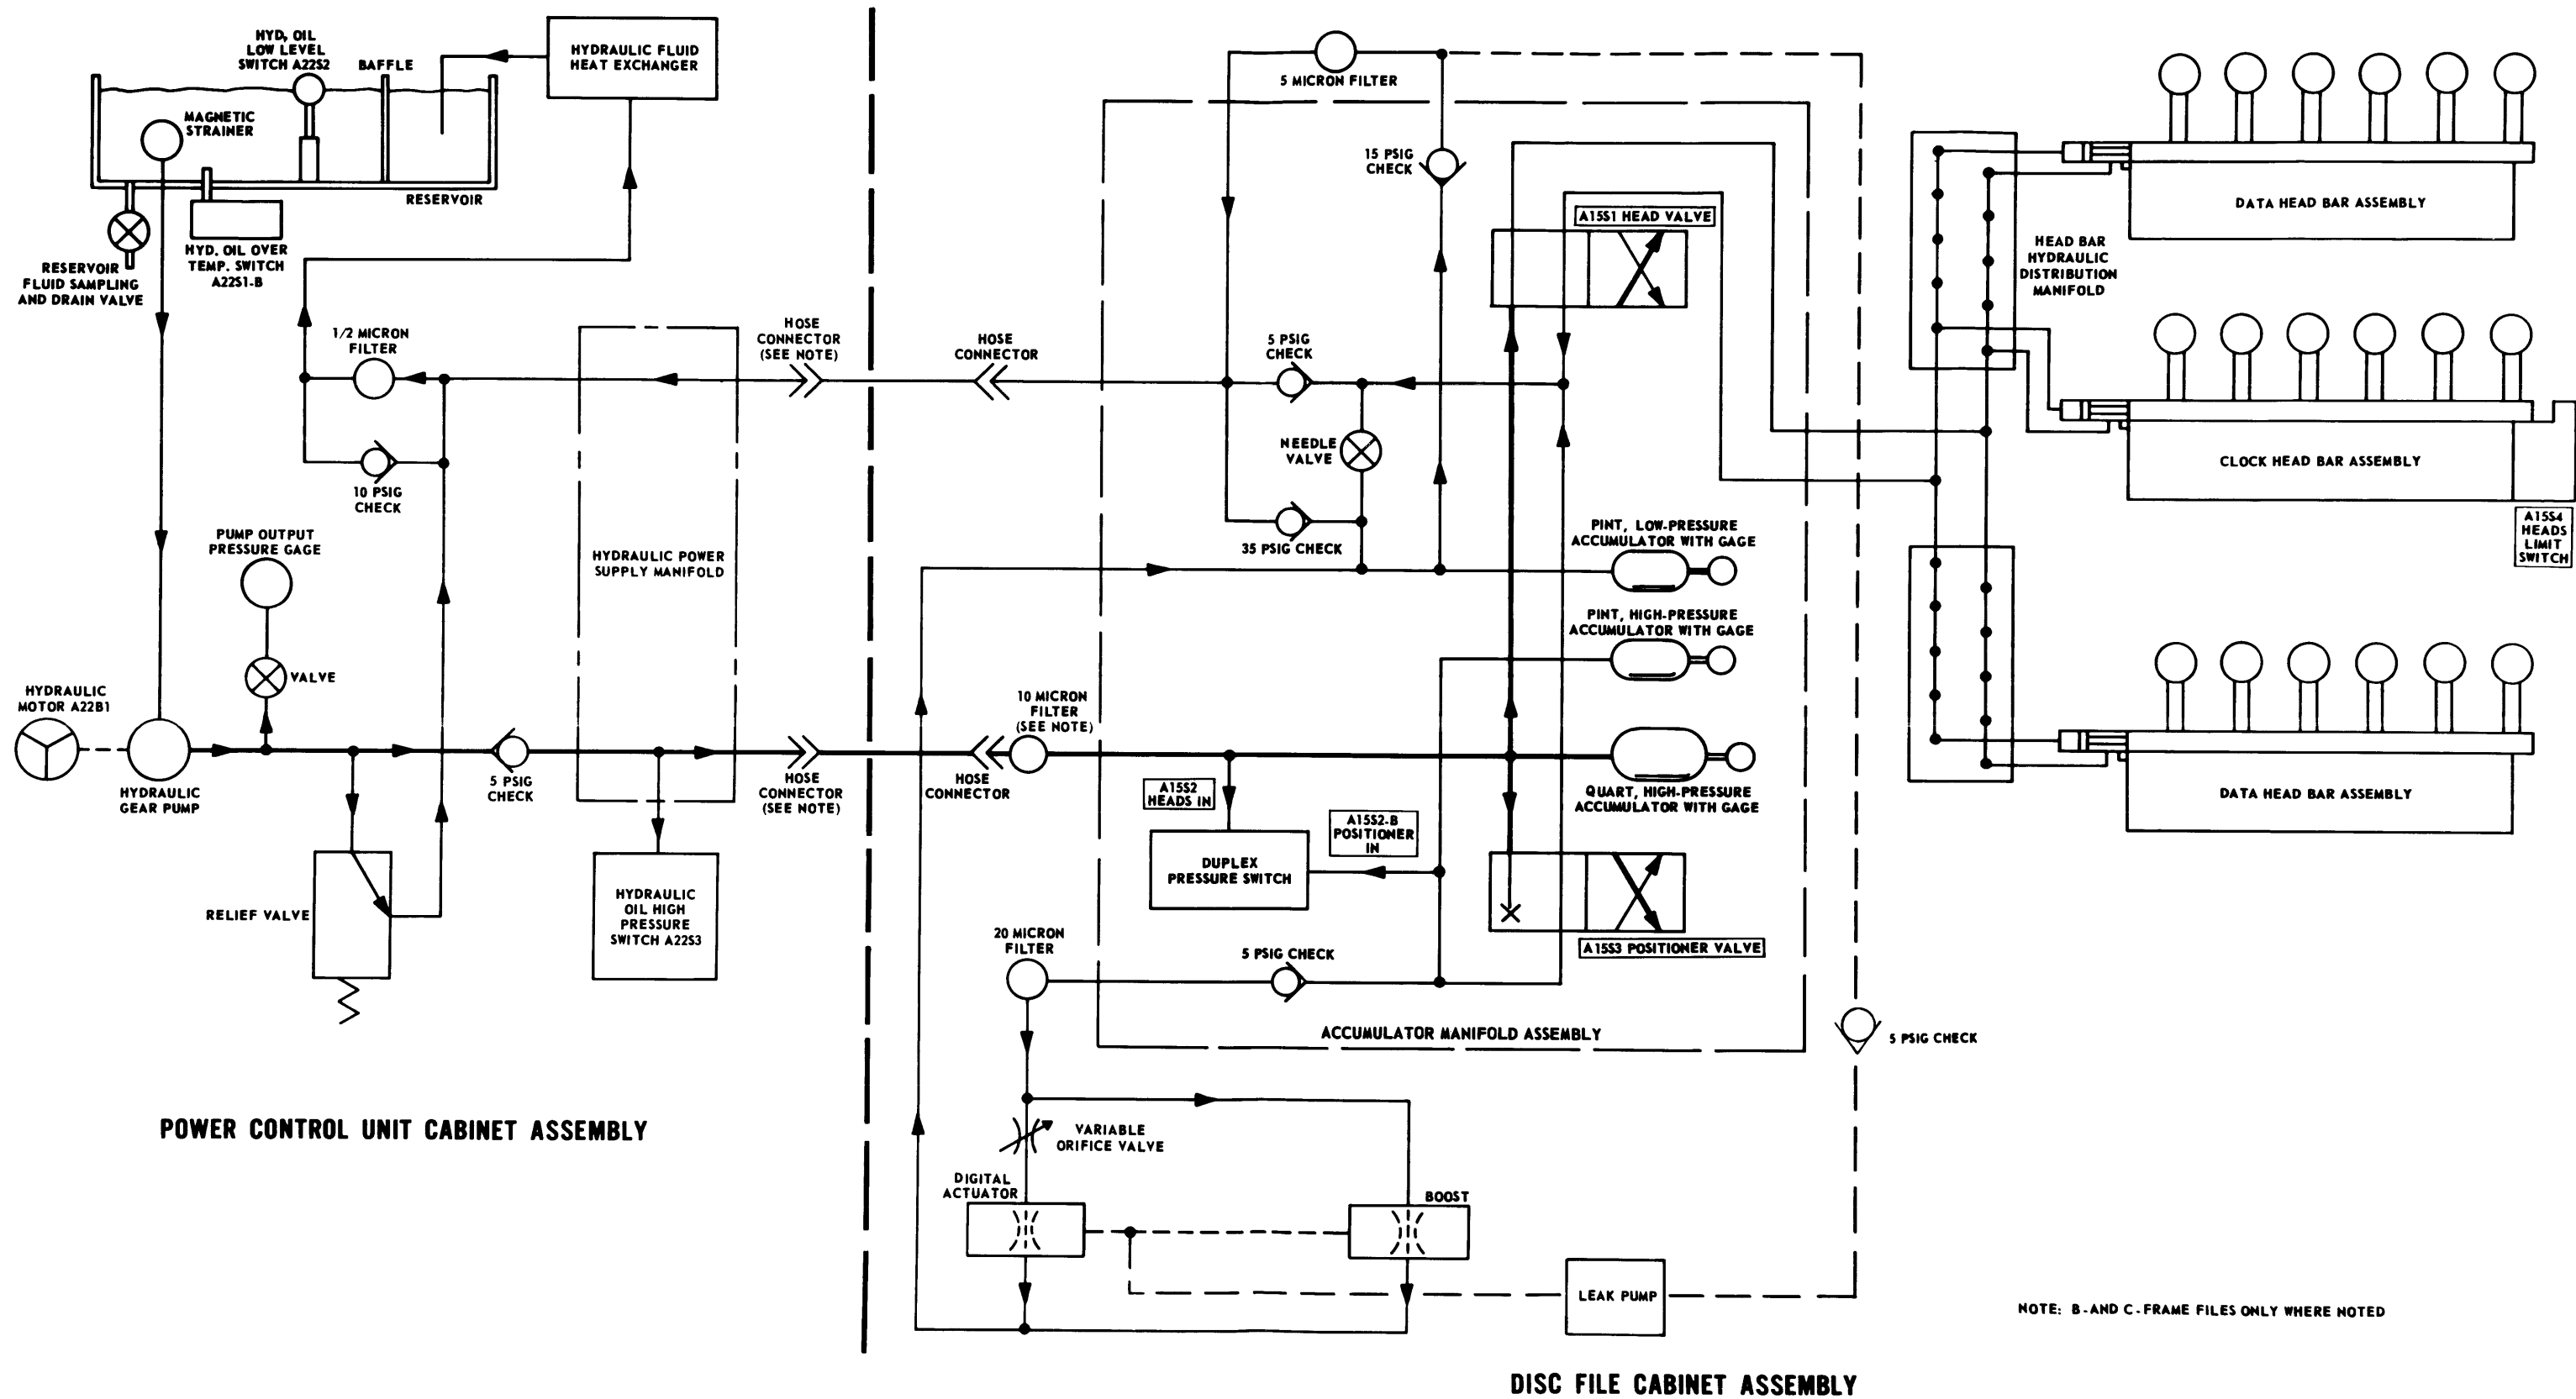 HYD. OIL
LOW LEVEL
SWITCH A22S2
BAFFLE
HYDRAULIC FLUID
HEAT EXCHANGER
MAGNETIC
STRAINER
RESERVOIR
HYD. OIL OVER
TEMP. SWITCH
A22S1-B
RESERVOIR
FLUID SAMPLING
AND DRAIN VALVE
1/2 MICRON
FILTER
10 PSIG
CHECK
PUMP OUTPUT
PRESSURE GAGE
VALVE
HYDRAULIC
MOTOR A22B1
HYDRAULIC
GEAR PUMP
5 PSIG
CHECK
RELIEF VALVE
HYDRAULIC POWER
SUPPLY MANIFOLD
HYDRAULIC
OIL HIGH
PRESSURE
SWITCH A22S3
HOSE
CONNECTOR
(SEE NOTE)
HOSE
CONNECTOR
HOSE
CONNECTOR
(SEE NOTE)
HOSE
CONNECTOR
10 MICRON
FILTER
(SEE NOTE)
POWER CONTROL UNIT CABINET ASSEMBLY
5 MICRON FILTER
15 PSIG
CHECK
A15S1 HEAD VALVE
5 PSIG
CHECK
NEEDLE
VALVE
35 PSIG CHECK
PINT, LOW-PRESSURE
ACCUMULATOR WITH GAGE
PINT, HIGH-PRESSURE
ACCUMULATOR WITH GAGE
QUART, HIGH-PRESSURE
ACCUMULATOR WITH GAGE
A15S2
HEADS IN
A15S2-B
POSITIONER
IN
DUPLEX
PRESSURE SWITCH
A15S3 POSITIONER VALVE
20 MICRON
FILTER
5 PSIG CHECK
ACCUMULATOR MANIFOLD ASSEMBLY
5 PSIG CHECK
VARIABLE
ORIFICE VALVE
DIGITAL
ACTUATOR
BOOST
LEAK PUMP
DATA HEAD BAR ASSEMBLY
HEAD BAR
HYDRAULIC
DISTRIBUTION
MANIFOLD
CLOCK HEAD BAR ASSEMBLY
A15S4
HEADS
LIMIT
SWITCH
DATA HEAD BAR ASSEMBLY
NOTE: B-AND C-FRAME FILES ONLY WHERE NOTED
DISC FILE CABINET ASSEMBLY